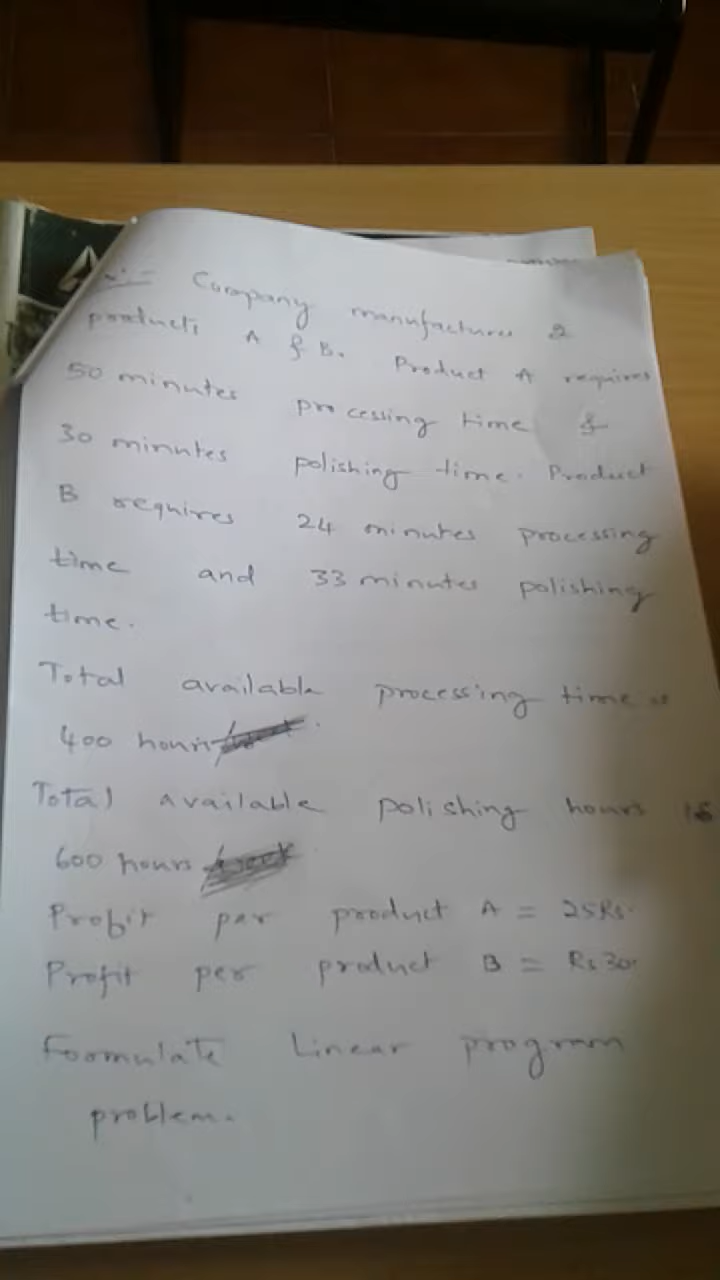 Company manufactures 2
products A & B. Product A requires
50 minutes processing time &
30 minutes polishing time. Product
B requires 24 minutes processing
time and 33 minutes polishing
time.
Total available processing time is
400 hours
Total available polishing hours is
600 hours
Profit per product A = 25Rs.
Profit per product B = Rs 30.
Foomulate Linear program
problem.